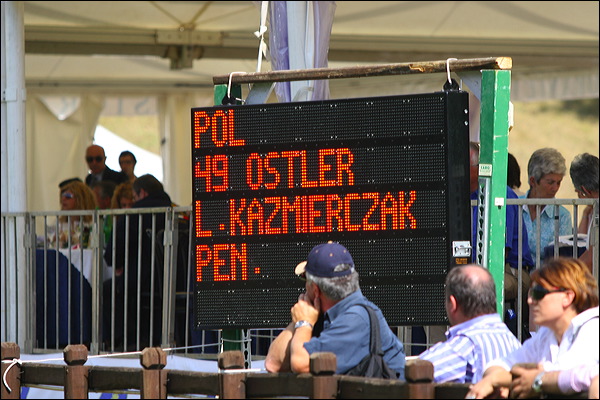 POL
49 OSTLER
L.KAZMIERCZAK
PEN.